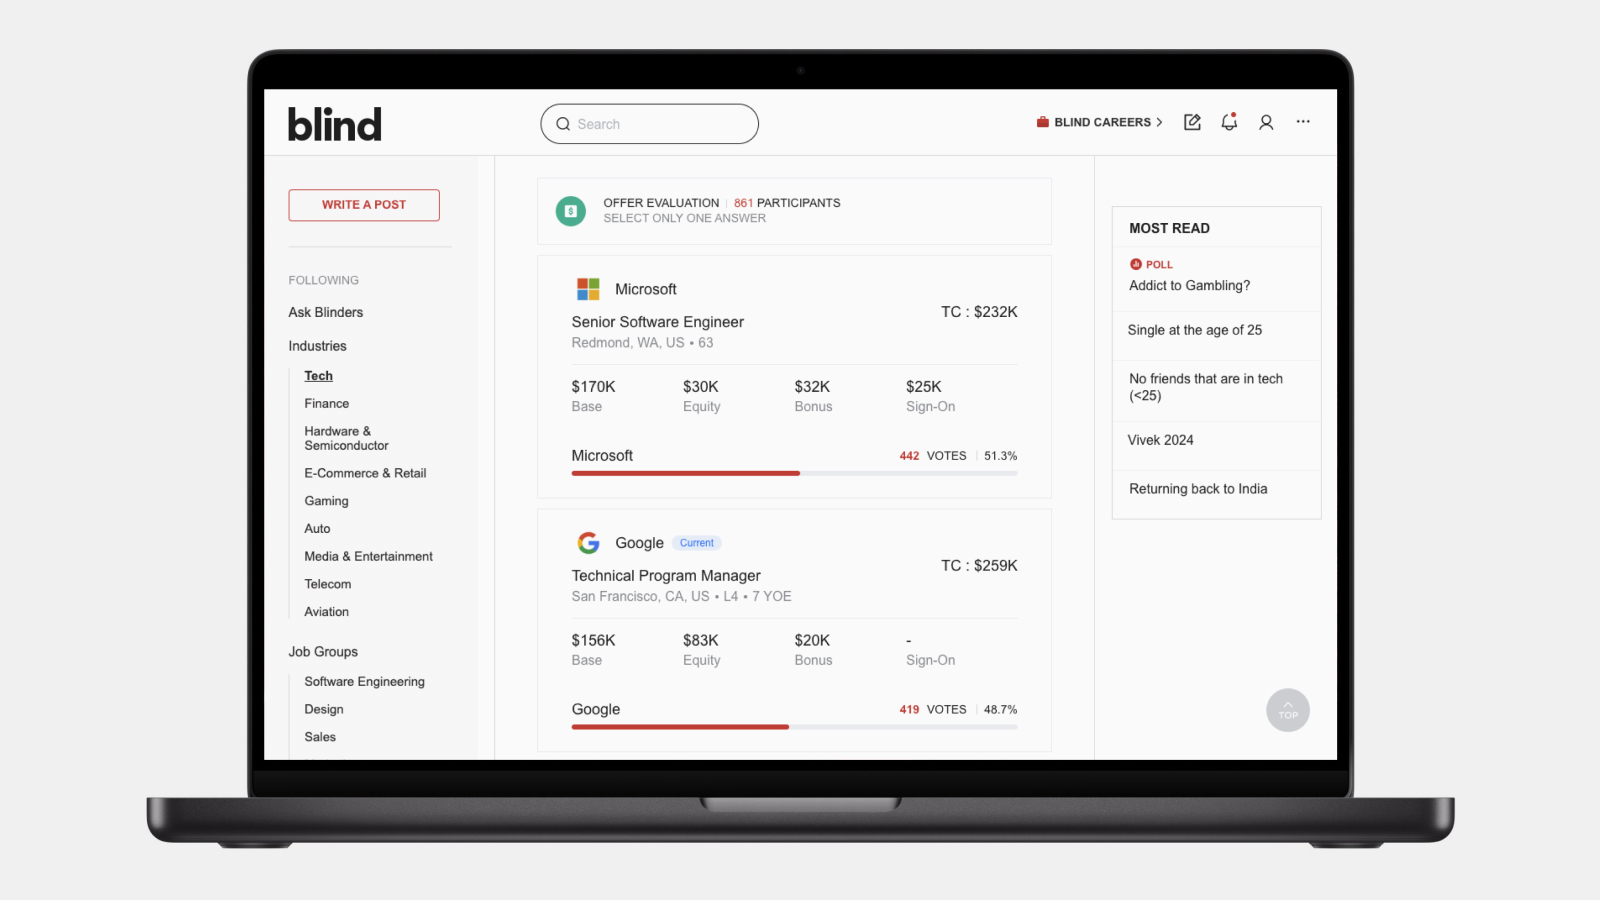 blind
Search
BLIND CAREERS
WRITE A POST
FOLLOWING
Ask Blinders
Industries
Tech
Finance
Hardware &
Semiconductor
E-Commerce & Retail
Gaming
Auto
Media & Entertainment
Telecom
Aviation
Job Groups
Software Engineering
Design
Sales
OFFER EVALUATION | 861 PARTICIPANTS
SELECT ONLY ONE ANSWER
Microsoft
Senior Software Engineer
TC : $232K
Redmond, WA, US • 63
$170K $30K $32K $25K
Base Equity Bonus Sign-On
Microsoft 442 VOTES | 51.3%
Google Current
Technical Program Manager
TC : $259K
San Francisco, CA, US • L4 • 7 YOE
$156K $83K $20K -
Base Equity Bonus Sign-On
Google 419 VOTES | 48.7%
MOST READ
POLL
Addict to Gambling?
Single at the age of 25
No friends that are in tech
(<25)
Vivek 2024
Returning back to India
TOP